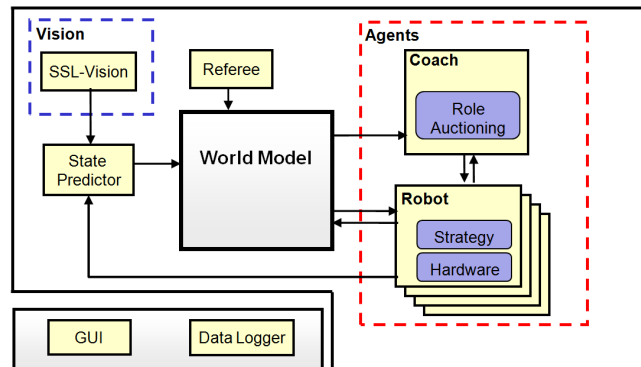 Vision
SSL-Vision
Referee
Agents
Coach
Role
Auctioning
World Model
State
Predictor
Robot
Strategy
Hardware
GUI
Data Logger